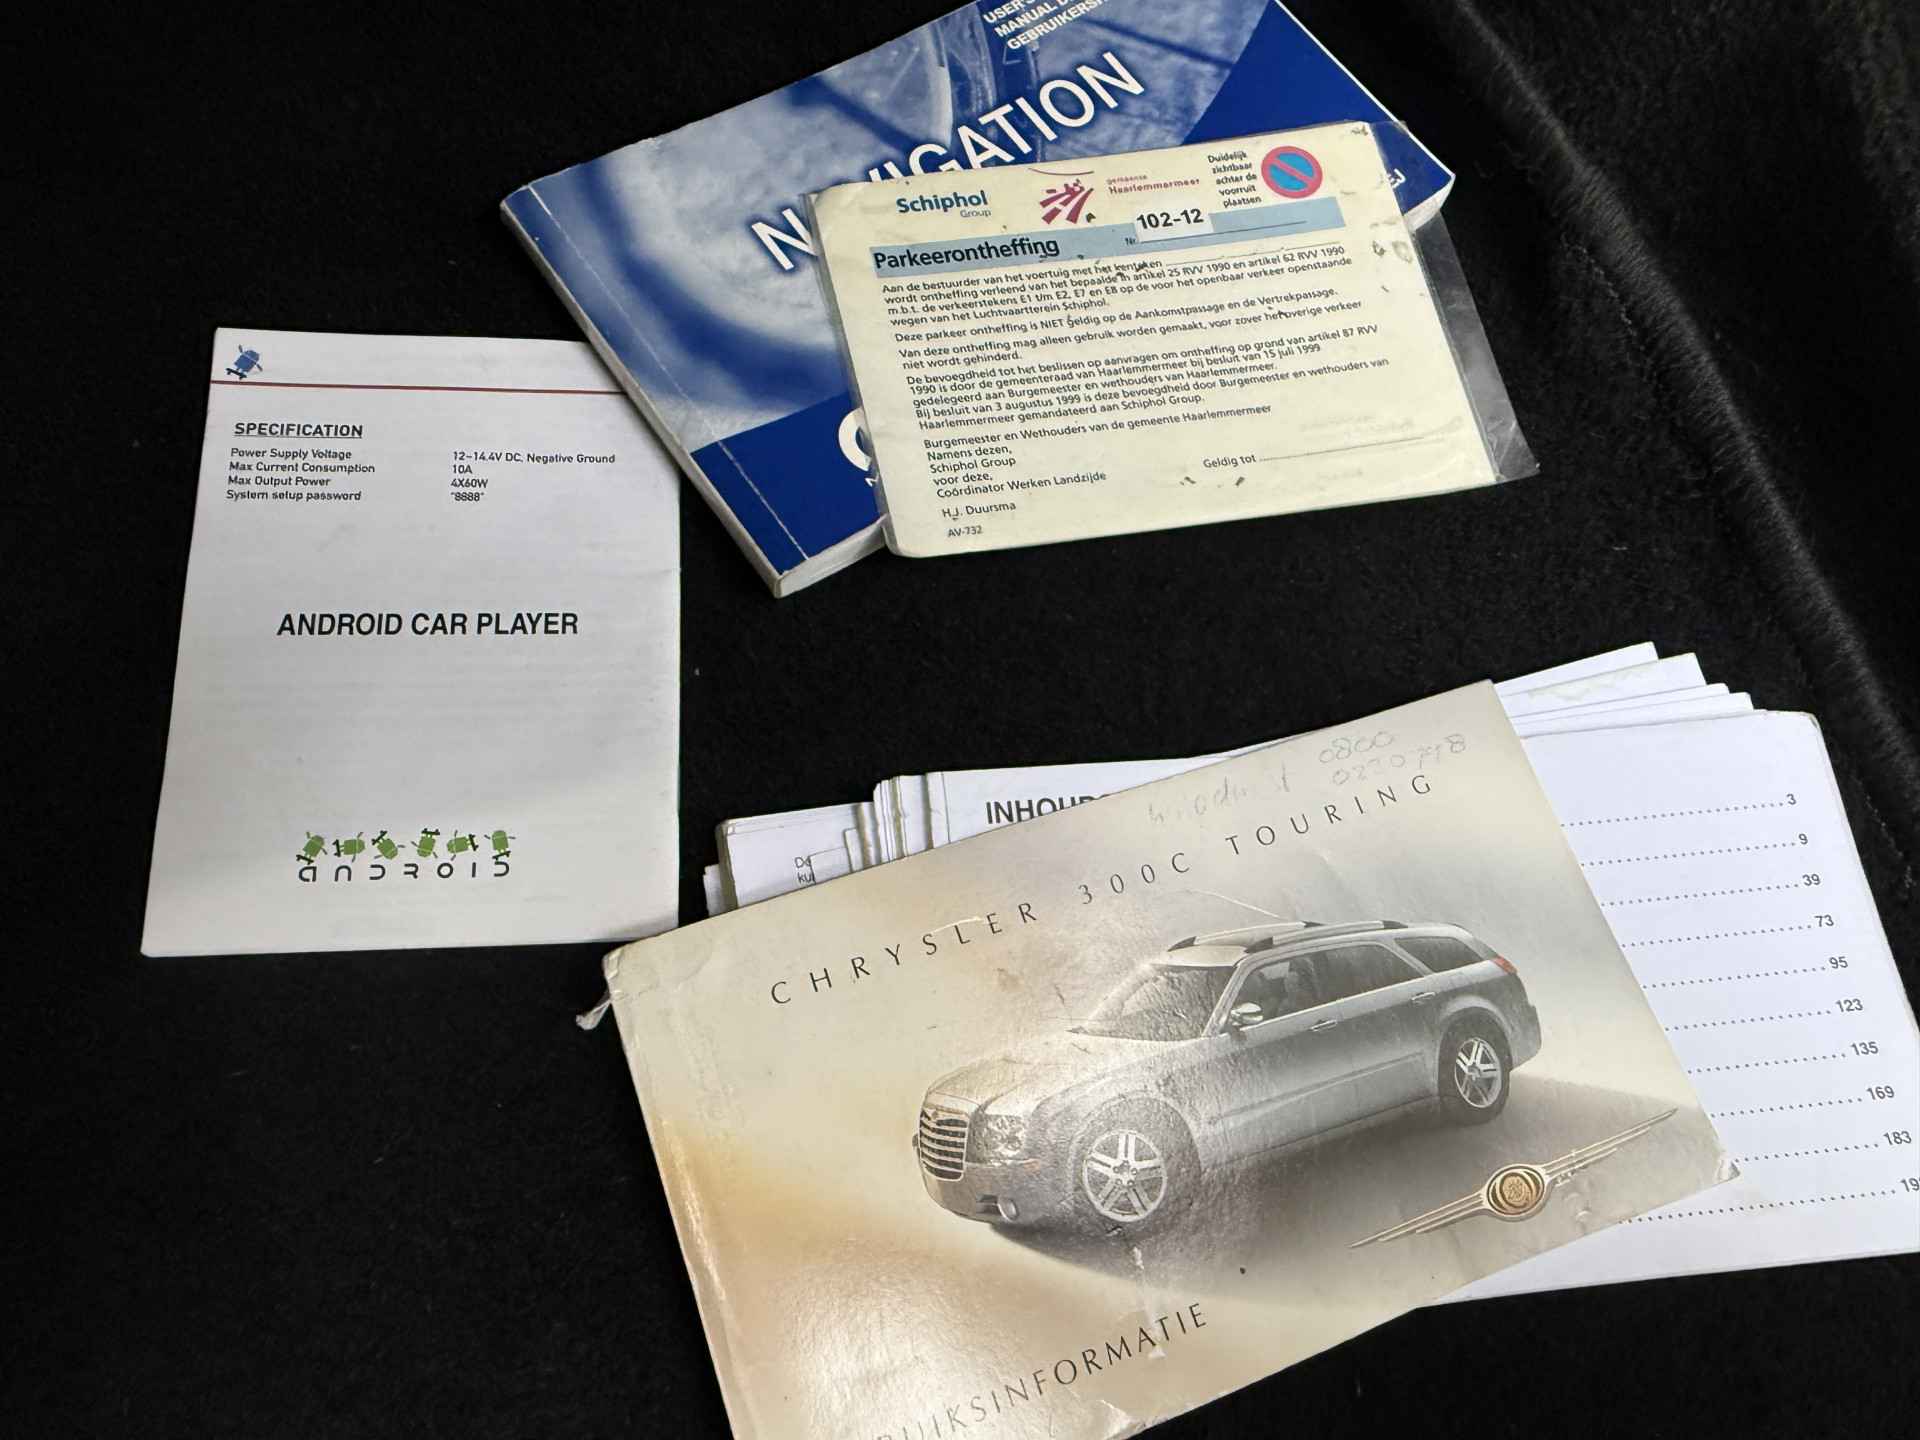 USER'S
MANUAL D
GEBRUIKERSH
NAVIGATION
Schiphol
Group
gemeente
Haarlemmermeer
Duidelijk
zichtbaar
achter de
voorruit
plaatsen
Parkeerontheffing
Nr. 102-12
Aan de bestuurder van het voertuig met het kenteken
wordt ontheffing verleend van het bepaalde in artikel 25 RVV 1990 en artikel 62 RVV 1990
m.b.t. de verkeerstekens E1 t/m E2, E7 en E8 op de voor het openbaar verkeer openstaande
wegen van het Luchtvaartterein Schiphol.
Deze parkeer ontheffing is NIET geldig op de Aankomstpassage en de Vertrekpassage.
Van deze ontheffing mag alleen gebruik worden gemaakt, voor zover het overige verkeer
niet wordt gehinderd.
De bevoegdheid tot het beslissen op aanvragen om ontheffing op grond van artikel 87 RVV
1990 is door de gemeenteraad van Haarlemmermeer bij besluit van 15 juli 1999
gedelegeerd aan Burgemeester en wethouders van Haarlemmermeer.
Bij besluit van 3 augustus 1999 is deze bevoegdheid door Burgemeester en wethouders van
Haarlemmermeer gemandateerd aan Schiphol Group.
Burgemeester en Wethouders van de gemeente Haarlemmermeer
Namens dezen,
Schiphol Group
voor deze,
Coördinator Werken Landzijde
Geldig tot
H.J. Duursma
AV-732
SPECIFICATION
Power Supply Voltage 12-14.4V DC, Negative Ground
Max Current Consumption 10A
Max Output Power 4X60W
System setup password "8888"
ANDROID CAR PLAYER
android
INHOUDS
De
ku
3
9
39
73
95
123
135
169
183
19
0800
0220798
CHRYSLER 300C TOURING
UIKSINFORMATIE